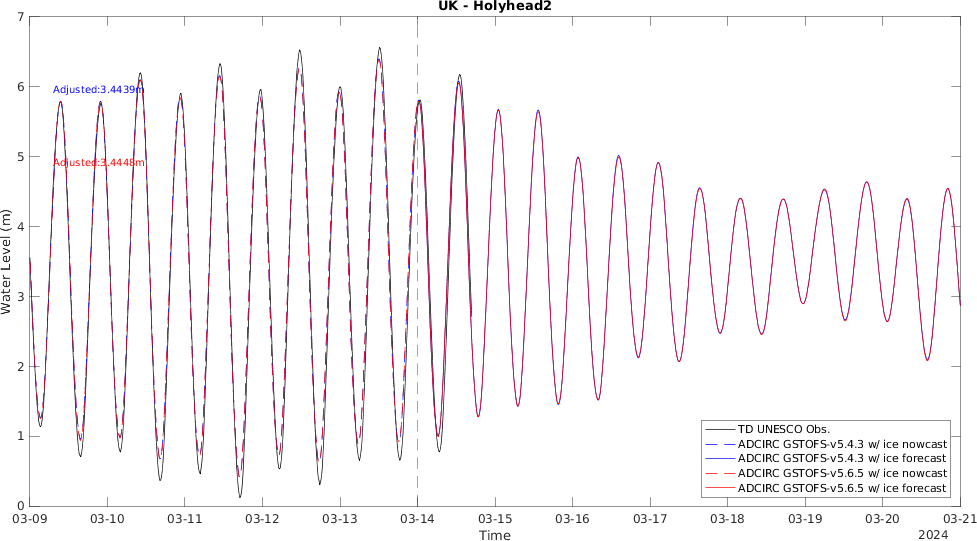 UK - Holyhead2
7
6
5
4
3
2
1
0
Water Level (m)
Adjusted:3.4439m
Adjusted:3.4448m
TD UNESCO Obs.
ADCIRC GSTOFS-v5.4.3 w/ ice nowcast
ADCIRC GSTOFS-v5.4.3 w/ ice forecast
ADCIRC GSTOFS-v5.6.5 w/ ice nowcast
ADCIRC GSTOFS-v5.6.5 w/ ice forecast
03-09 03-10 03-11 03-12 03-13 03-14 03-15 03-16 03-17 03-18 03-19 03-20 03-21
Time
2024